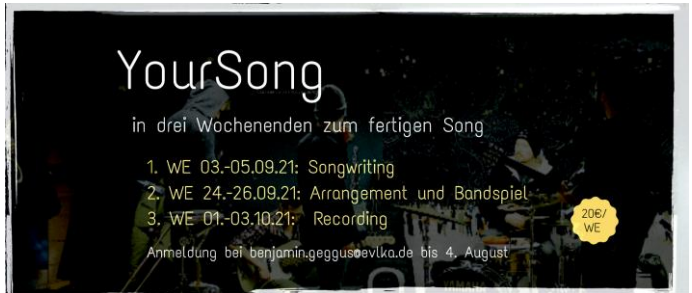 YourSong
in drei Wochenenden zum fertigen Song
1. WE 03.-05.09.21: Songwriting
2. WE 24.-26.09.21: Arrangement und Bandspiel
3. WE 01.-03.10.21: Recording
20€/
WE
Anmeldung bei benjamin.geggus@evlka.de bis 4. August
YAMAHA